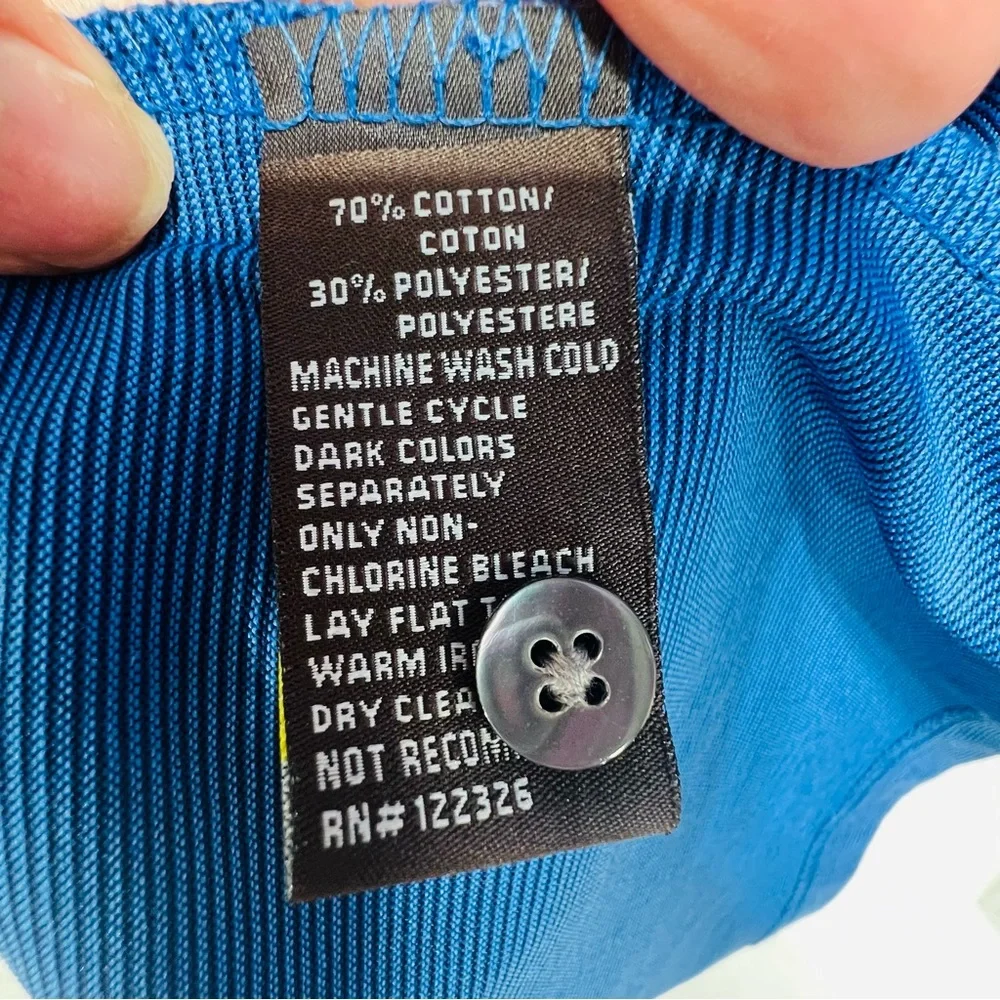 70% COTTON/
COTON
30% POLYESTER/
POLYESTERE
MACHINE WASH COLD
GENTLE CYCLE
DARK COLORS
SEPARATELY
ONLY NON-
CHLORINE BLEACH
LAY FLAT
WARM
DRY
NOT
RN# 122326